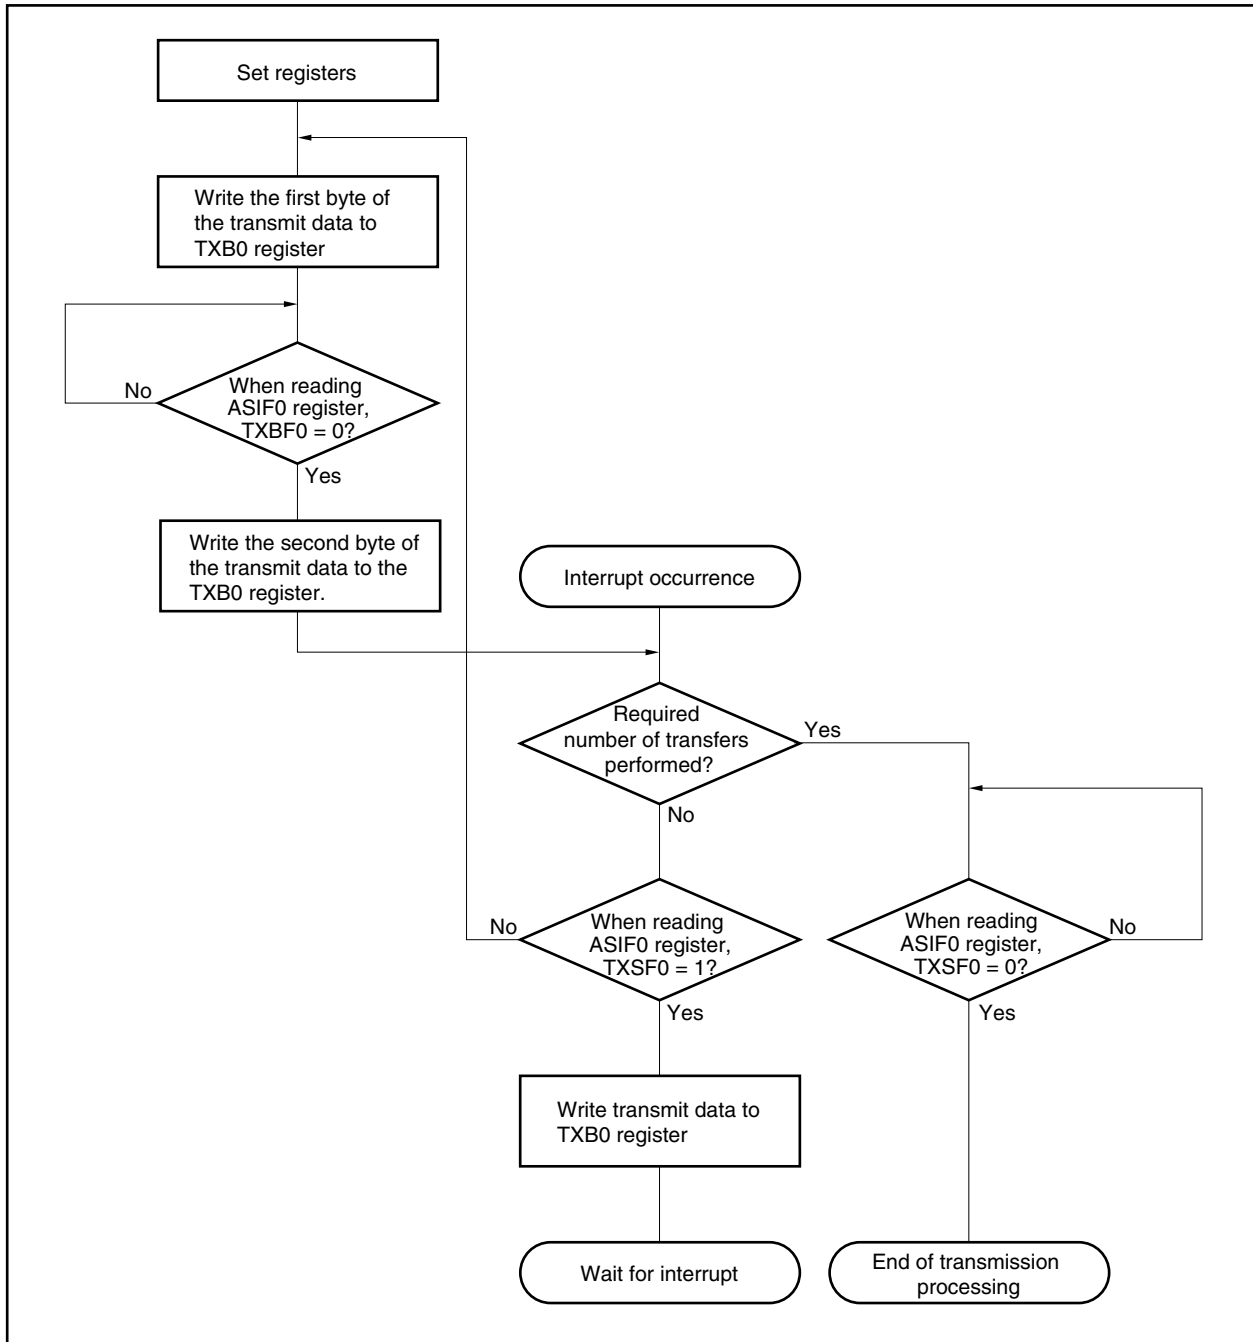 Set registers
Write the first byte of
the transmit data to
TXB0 register
No
When reading
ASIF0 register,
TXBF0 = 0?
Yes
Write the second byte of
the transmit data to the
TXB0 register.
Interrupt occurrence
Required
number of transfers
performed?
Yes
No
No
When reading
ASIF0 register,
TXSF0 = 1?
Yes
When reading
ASIF0 register,
TXSF0 = 0?
No
Yes
Write transmit data to
TXB0 register
Wait for interrupt
End of transmission
processing